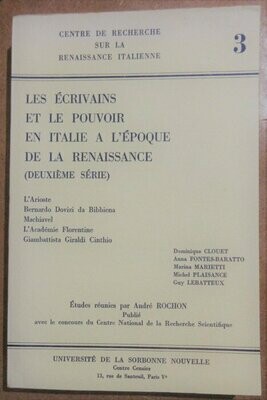 CENTRE DE RECHERCHE
SUR LA
RENAISSANCE ITALIENNE
3
LES ÉCRIVAINS
ET LE POUVOIR
EN ITALIE A L'ÉPOQUE
DE LA RENAISSANCE
(DEUXIÈME SÉRIE)
L'Arioste
Bernardo Dovizi da Bibbiena
Machiavel
L'Académie Florentine
Giambattista Giraldi Cinthio
Dominique CLOUET
Anna FONTES-BARATTO
Marina MARIETTI
Michel PLAISANCE
Guy LEBATTEUX
Études réunies par André ROCHON
Publié
avec le concours du Centre National de la Recherche Scientifique
UNIVERSITÉ DE LA SORBONNE NOUVELLE
Centre Censier
13, rue de Santeuil, Paris Vᵉ